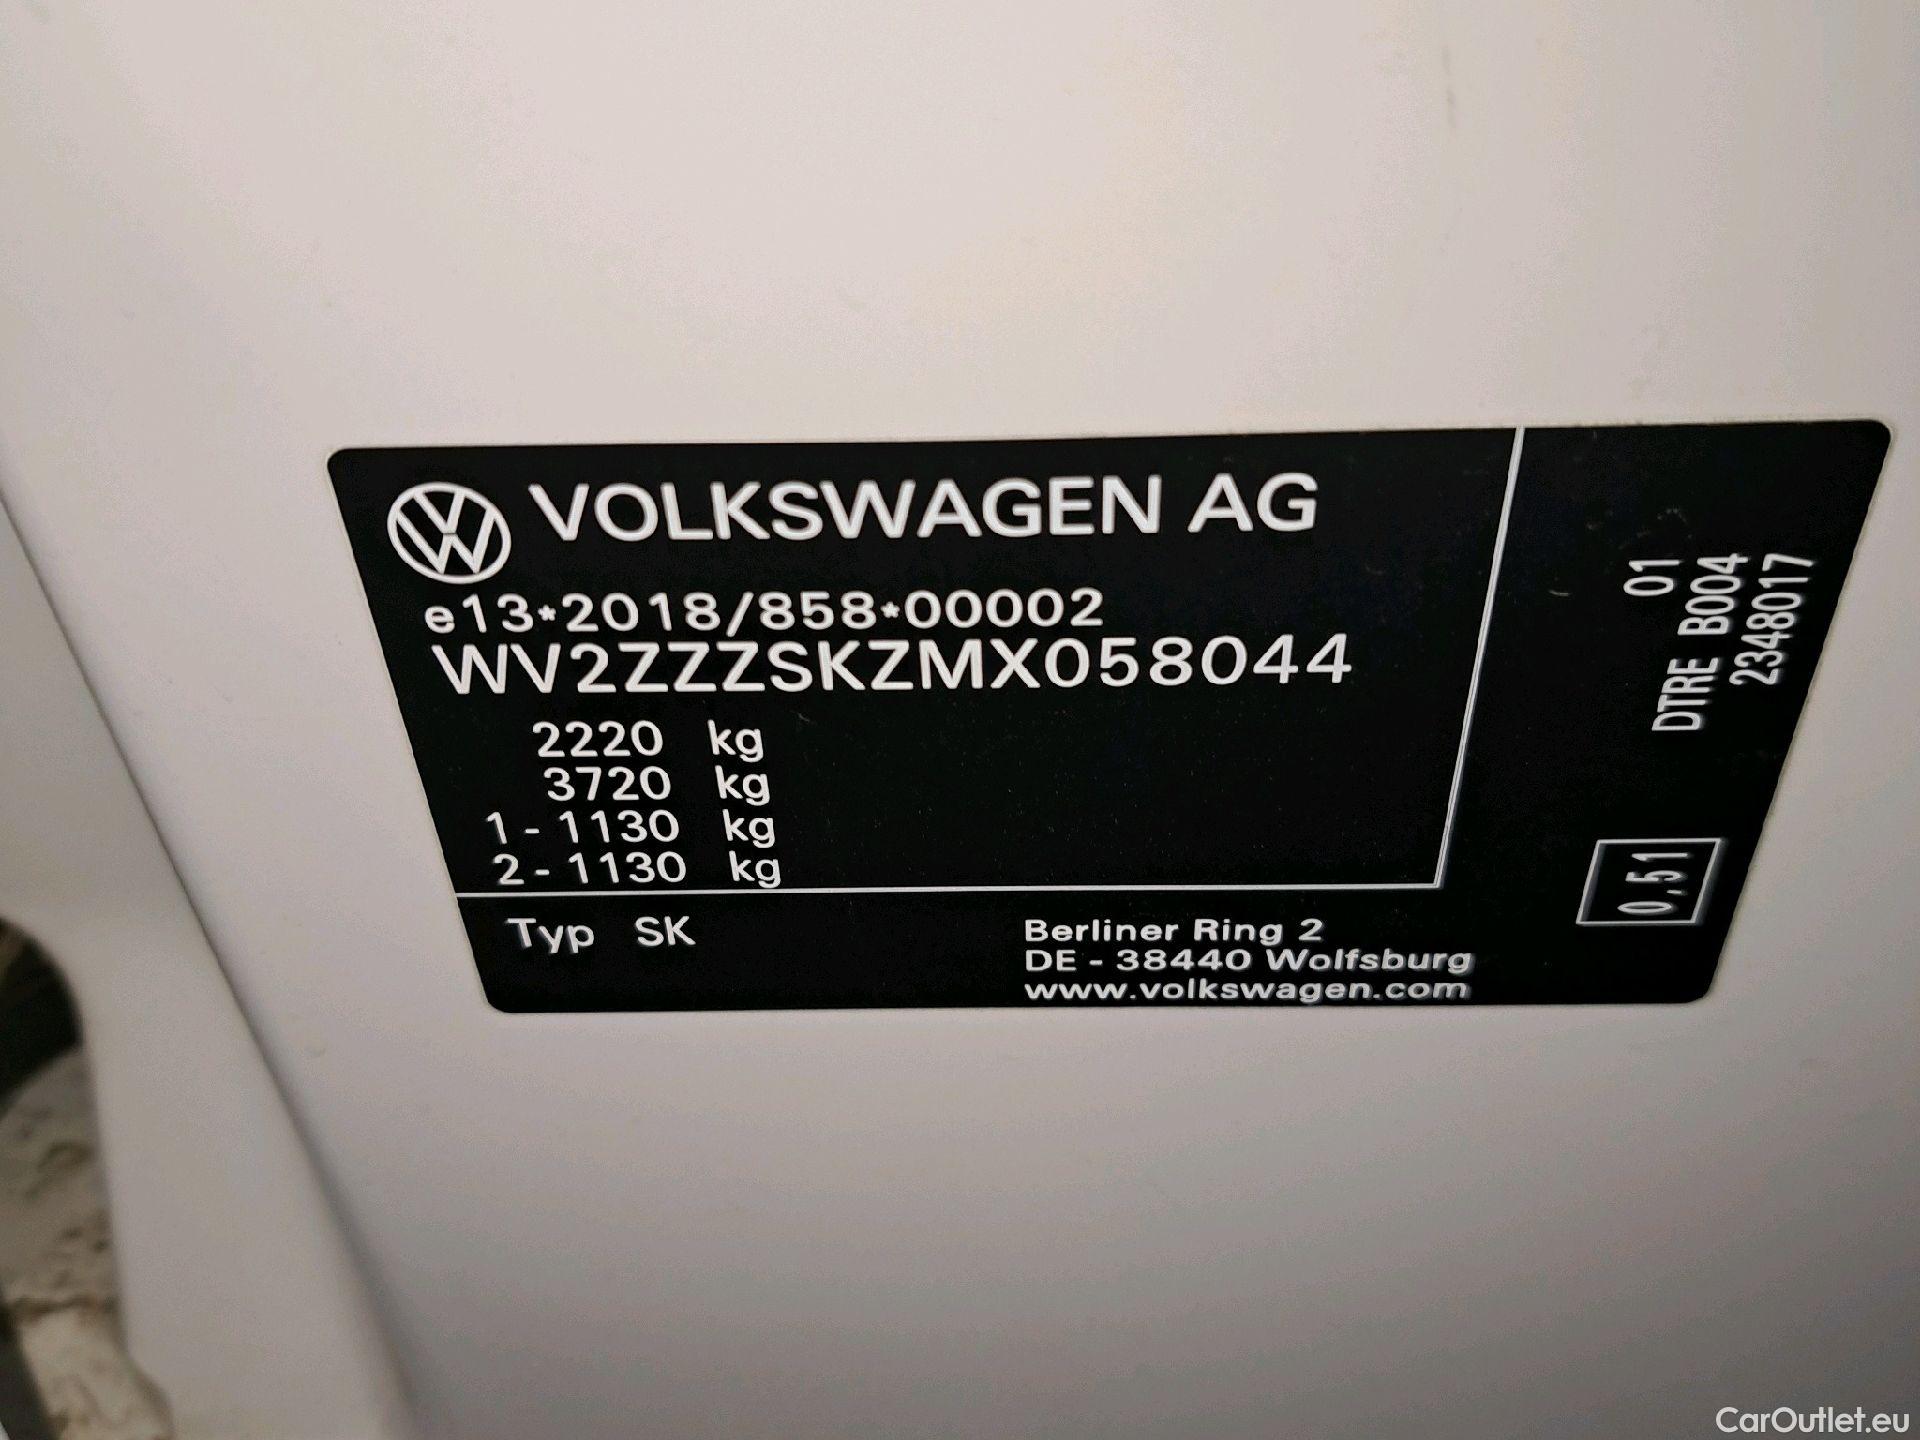 VOLKSWAGEN AG
e13*2018/858*00002
WV2ZZZSKZMX058044
2220 kg
3720 kg
1 - 1130 kg
2 - 1130 kg
Typ SK
Berliner Ring 2
DE - 38440 Wolfsburg
www.volkswagen.com
01
DTRE B004
2348017
0,51
CarOutlet.eu